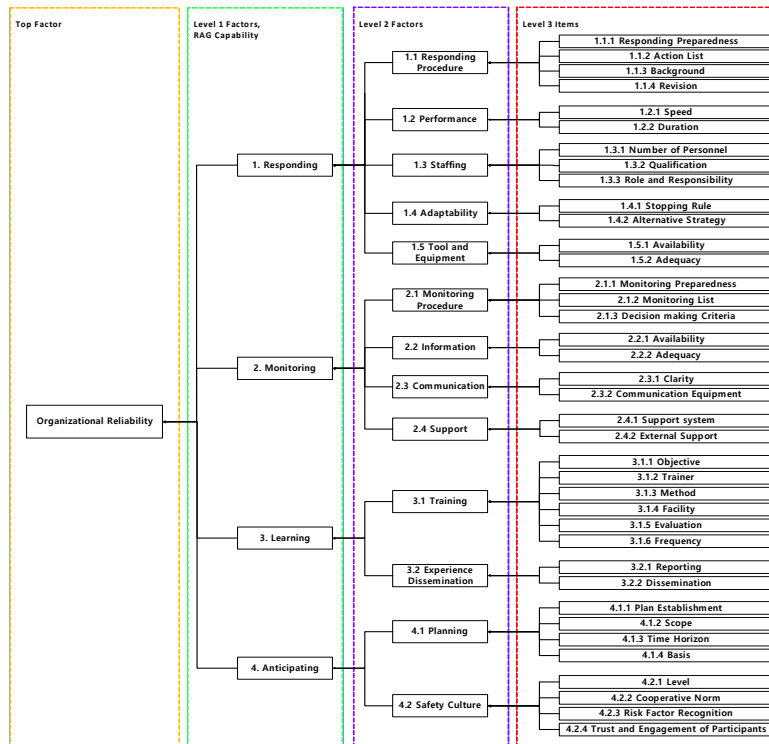 Top Factor
Level 1 Factors,
RAG Capability
Level 2 Factors
Level 3 Items
Organizational Reliability
1. Responding
1.1 Responding
Procedure
1.1.1 Responding Preparedness
1.1.2 Action List
1.1.3 Background
1.1.4 Revision
1.2 Performance
1.2.1 Speed
1.2.2 Duration
1.3 Staffing
1.3.1 Number of Personnel
1.3.2 Qualification
1.3.3 Role and Responsibility
1.4 Adaptability
1.4.1 Stopping Rule
1.4.2 Alternative Strategy
1.5 Tool and
Equipment
1.5.1 Availability
1.5.2 Adequacy
2. Monitoring
2.1 Monitoring
Procedure
2.1.1 Monitoring Preparedness
2.1.2 Monitoring List
2.1.3 Decision making Criteria
2.2 Information
2.2.1 Availability
2.2.2 Adequacy
2.3 Communication
2.3.1 Clarity
2.3.2 Communication Equipment
2.4 Support
2.4.1 Support system
2.4.2 External Support
3. Learning
3.1 Training
3.1.1 Objective
3.1.2 Trainer
3.1.3 Method
3.1.4 Facility
3.1.5 Evaluation
3.1.6 Frequency
3.2 Experience
Dissemination
3.2.1 Reporting
3.2.2 Dissemination
4. Anticipating
4.1 Planning
4.1.1 Plan Establishment
4.1.2 Scope
4.1.3 Time Horizon
4.1.4 Basis
4.2 Safety Culture
4.2.1 Level
4.2.2 Cooperative Norm
4.2.3 Risk Factor Recognition
4.2.4 Trust and Engagement of Participants